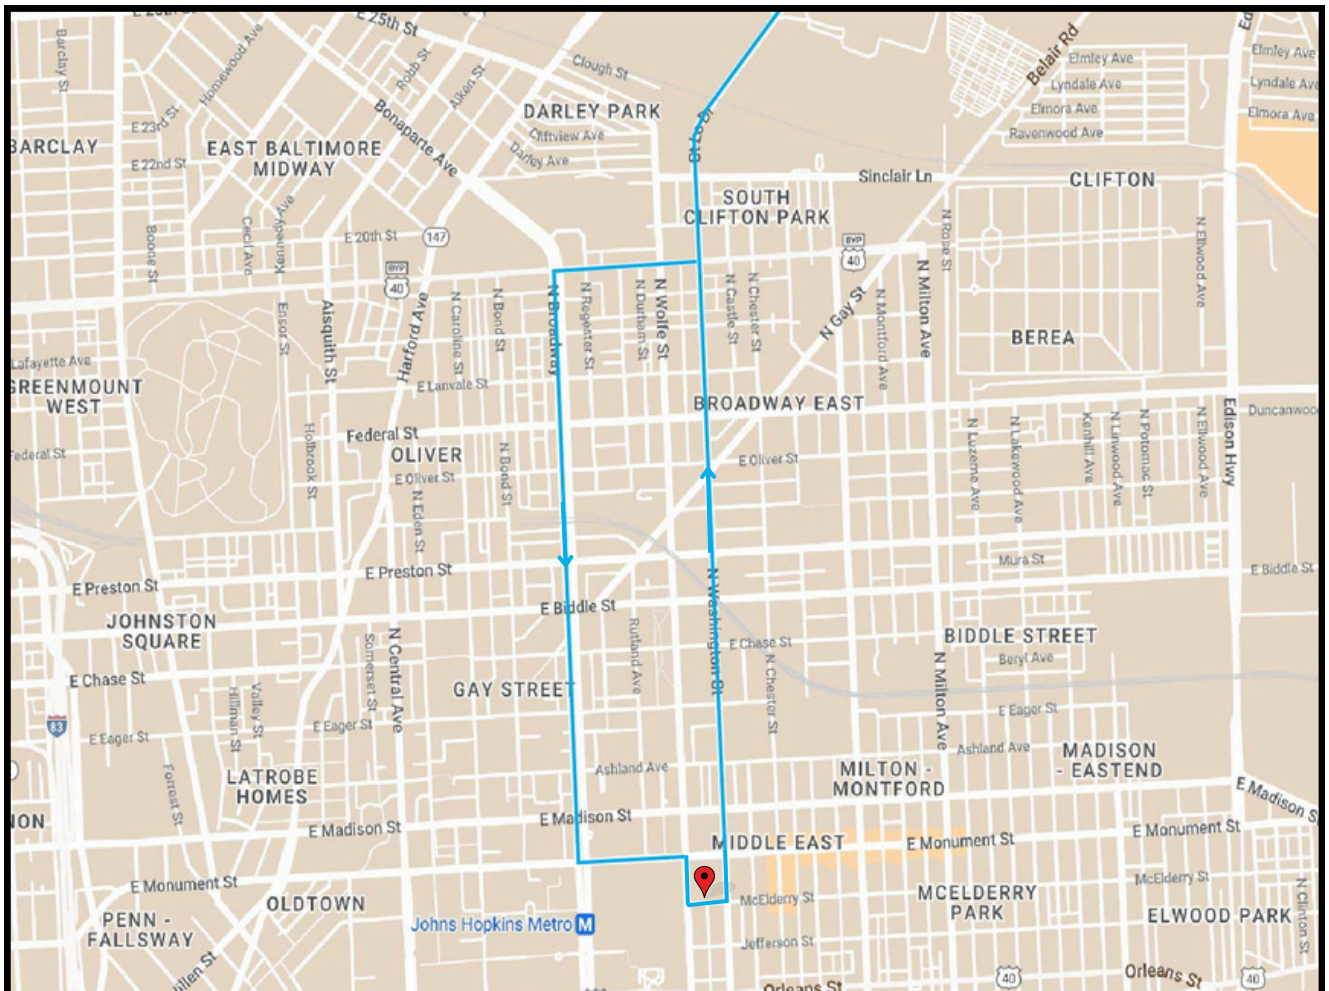 E 25th St
Barclay St
Homewood Ave
Robb St
Aiken St
Clough St
Belair Rd
Elmley Ave
Elmley Ave
Lyndale Ave
Lyndale Ave
DARLEY PARK
Elmora Ave
Elmora Ave
E 23rd St
Bonaparte Ave
Cliftview Ave
Ravenwood Ave
BARCLAY
EAST BALTIMORE
MIDWAY
Darley Ave
E 22nd St
Sinclair Ln
CLIFTON
SOUTH
CLIFTON PARK
Kennedy Ave
Cecil Ave
Boone St
E 20th St
147
N Rose St
N Ellwood Ave
BYP
40
BYP
40
Ensor St
Aisquith St
Harford Ave
N Caroline St
N Bond St
N Broadway
N Regester St
N Durham St
N Wolfe St
N Castle St
N Chester St
N Gay St
N Montford Ave
N Milton Ave
BEREA
Lafayette Ave
GREENMOUNT
WEST
E Lanvale St
BROADWAY EAST
Edison Hwy
Federal St
Federal St
OLIVER
E Oliver St
E Oliver St
Holbrook St
N Bond St
N Eden St
N Luzerne Ave
N Lakewood Ave
Kenhill Ave
N Linwood Ave
N Potomac St
N Ellwood Ave
Mura St
E Preston St
E Preston St
E Biddle St
E Biddle St
N Washington St
JOHNSTON
SQUARE
Rutland Ave
E Chase St
BIDDLE STREET
Beryl Ave
N Central Ave
Somerset St
E Chase St
GAY STREET
N Chester St
N Milton Ave
Valley St
Hillman St
83
E Eager St
E Eager St
E Eager St
Ashland Ave
Ashland Ave
MADISON
- EASTEND
LATROBE
HOMES
Forrest St
MILTON -
MONTFORD
E Madison St
E Madison St
E Madison St
MIDDLE EAST
E Monument St
E Monument St
E Monument St
McElderry St
McElderry St
MCELDERRY
PARK
N Clinton St
OLDTOWN
PENN -
FALLSWAY
Johns Hopkins Metro M
ELWOOD PARK
Jefferson St
40
Orleans St
40
Orleans St